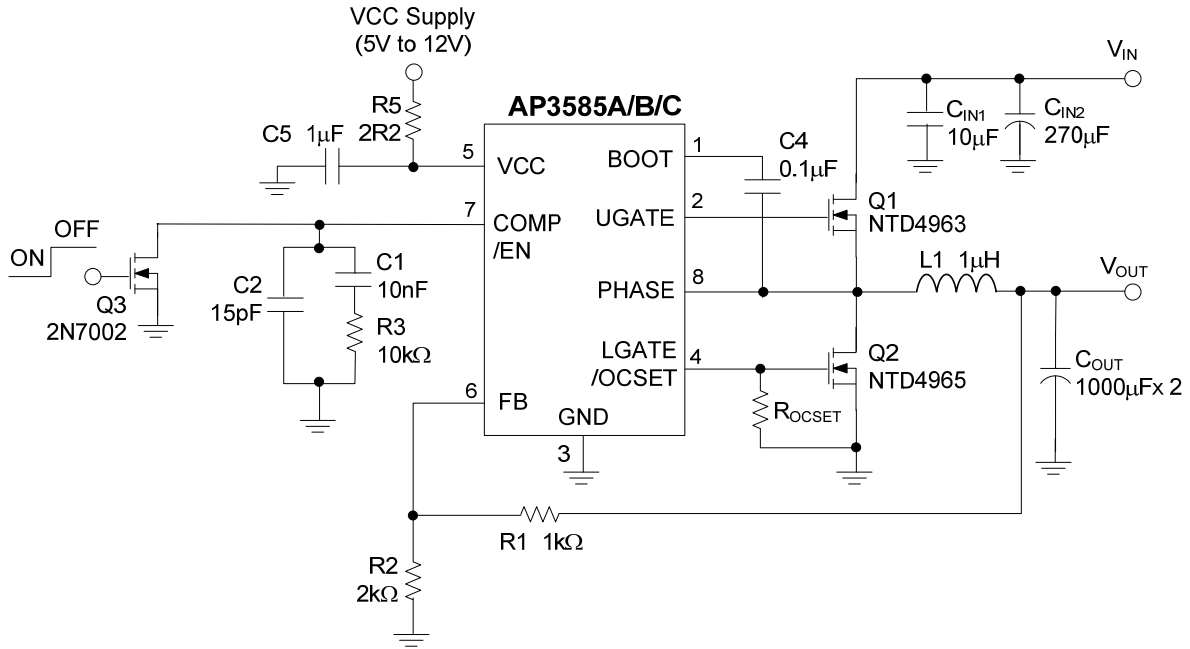 VCC Supply
(5V to 12V)
R5
2R2
C5
1μF
AP3585A/B/C
5
VCC
BOOT
1
C4
0.1μF
V_IN
C_IN1
10μF
C_IN2
270μF
7
COMP
/EN
UGATE
2
Q1
NTD4963
OFF
ON
Q3
2N7002
C2
15pF
C1
10nF
R3
10kΩ
PHASE
8
L1 1μH
V_OUT
LGATE
/OCSET
4
Q2
NTD4965
R_OCSET
C_OUT
1000μFx 2
6
FB
GND
3
R1 1kΩ
R2
2kΩ